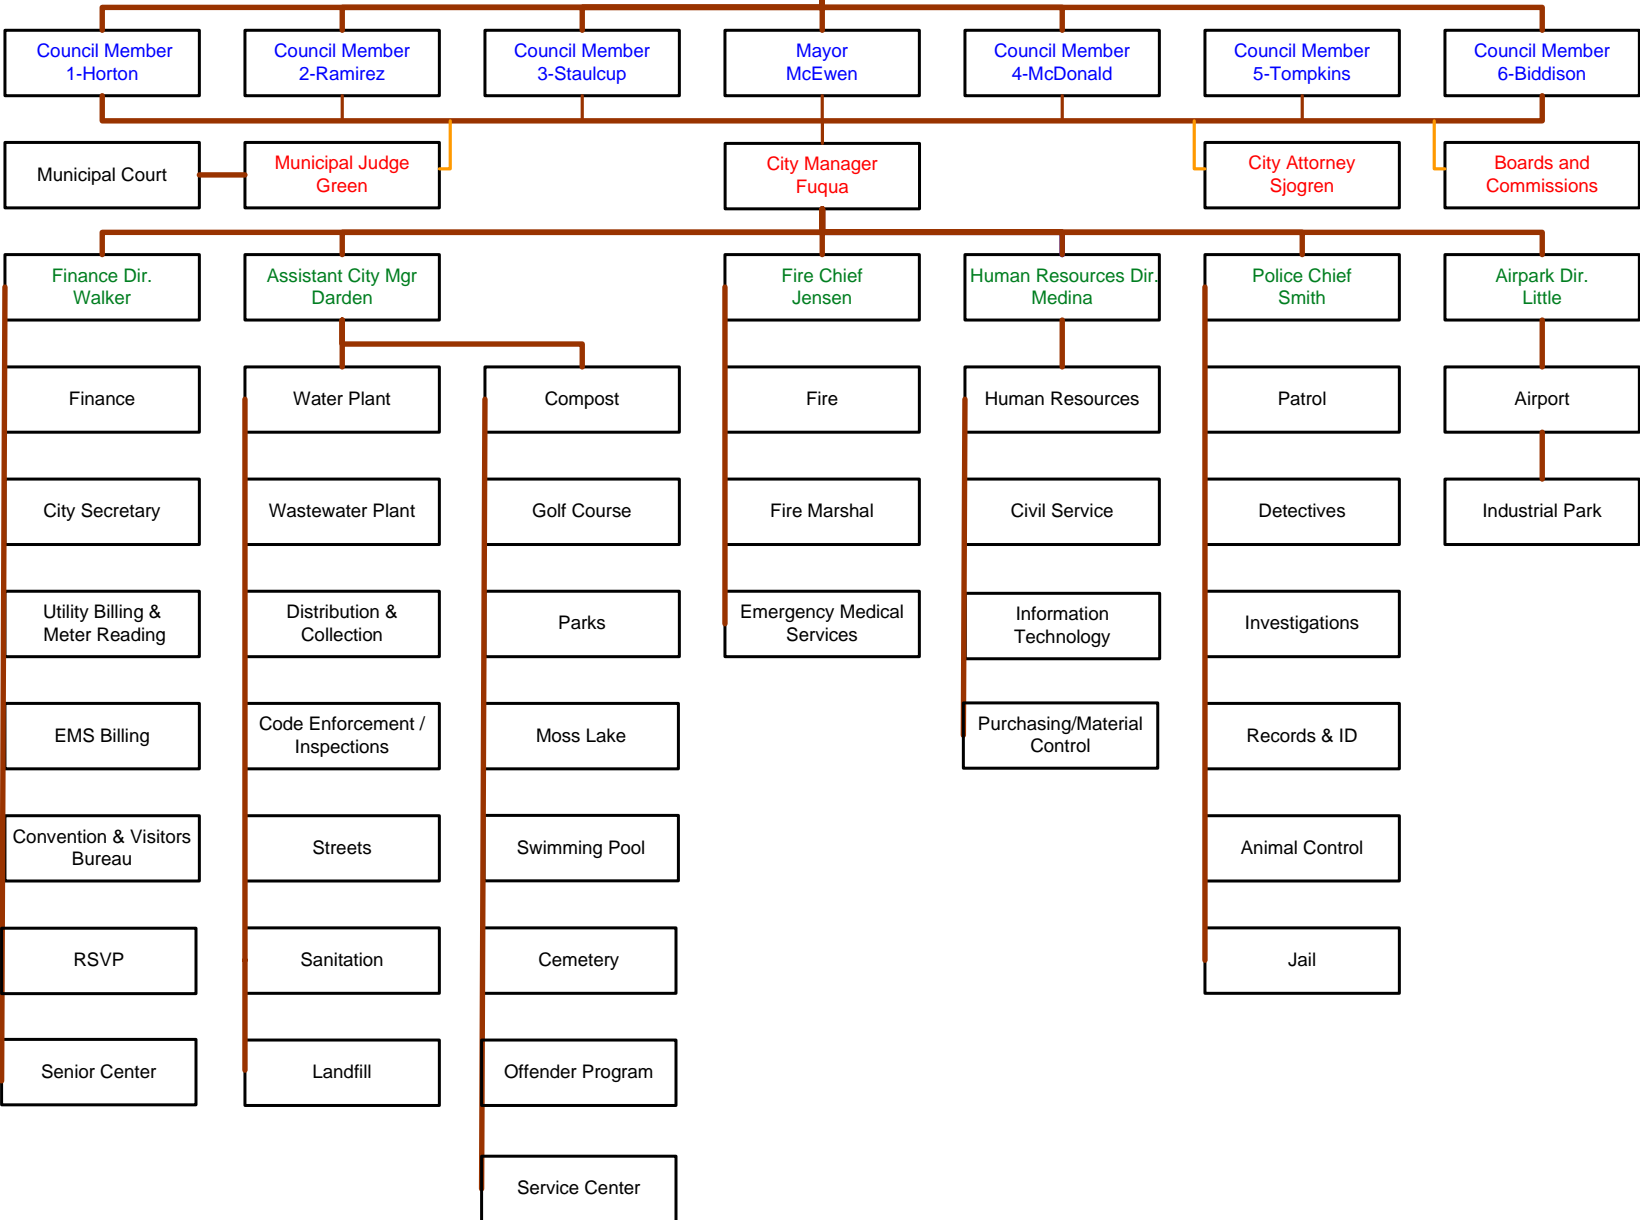 Council Member
1-Horton
Council Member
2-Ramirez
Council Member
3-Staulcup
Mayor
McEwen
Council Member
4-McDonald
Council Member
5-Tompkins
Council Member
6-Biddison
Municipal Court
Municipal Judge
Green
City Manager
Fuqua
City Attorney
Sjogren
Boards and
Commissions
Finance Dir.
Walker
Assistant City Mgr
Darden
Fire Chief
Jensen
Human Resources Dir.
Medina
Police Chief
Smith
Airpark Dir.
Little
Finance
Water Plant
Compost
Fire
Human Resources
Patrol
Airport
City Secretary
Wastewater Plant
Golf Course
Fire Marshal
Civil Service
Detectives
Industrial Park
Utility Billing &
Meter Reading
Distribution &
Collection
Parks
Emergency Medical
Services
Information
Technology
Investigations
EMS Billing
Code Enforcement /
Inspections
Moss Lake
Purchasing/Material
Control
Records & ID
Convention & Visitors
Bureau
Streets
Swimming Pool
Animal Control
RSVP
Sanitation
Cemetery
Jail
Senior Center
Landfill
Offender Program
Service Center